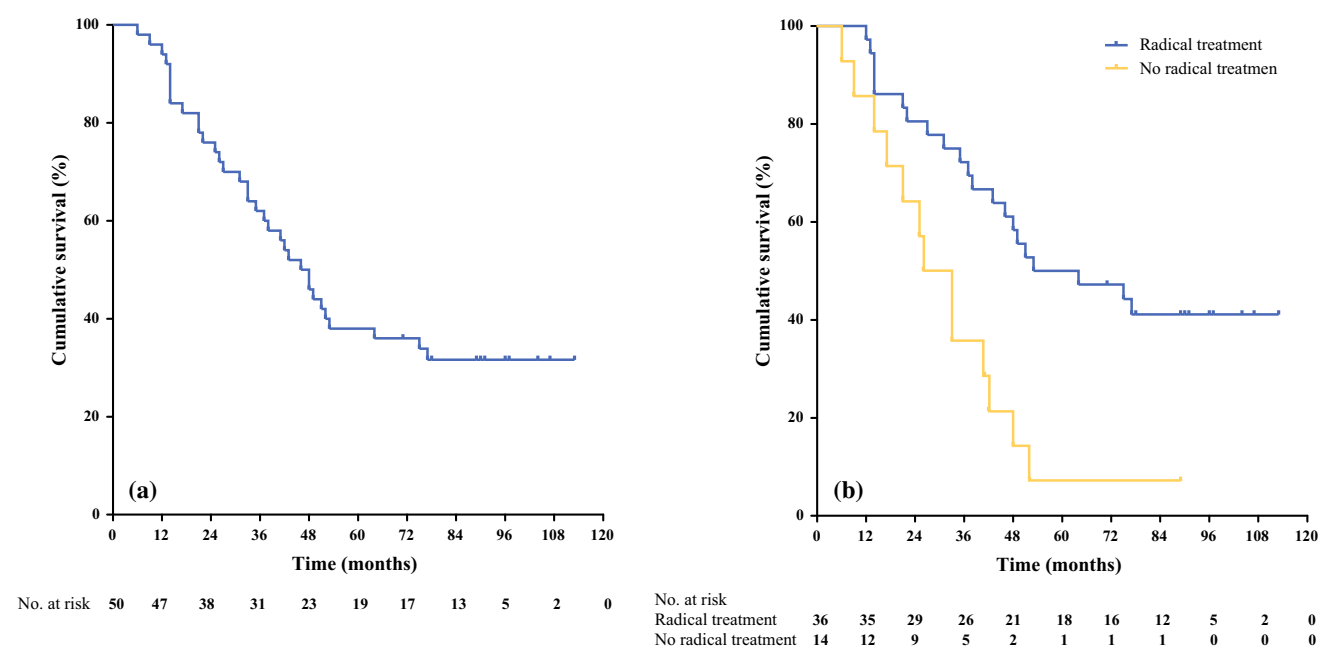 100
80
60
40
20
0
Cumulative survival (%)
(a)
0 12 24 36 48 60 72 84 96 108 120
Time (months)
No. at risk 50 47 38 31 23 19 17 13 5 2 0
100
80
60
40
20
0
Cumulative survival (%)
Radical treatment
No radical treatmen
(b)
0 12 24 36 48 60 72 84 96 108 120
Time (months)
No. at risk
Radical treatment 36 35 29 26 21 18 16 12 5 2 0
No radical treatment 14 12 9 5 2 1 1 1 0 0 0